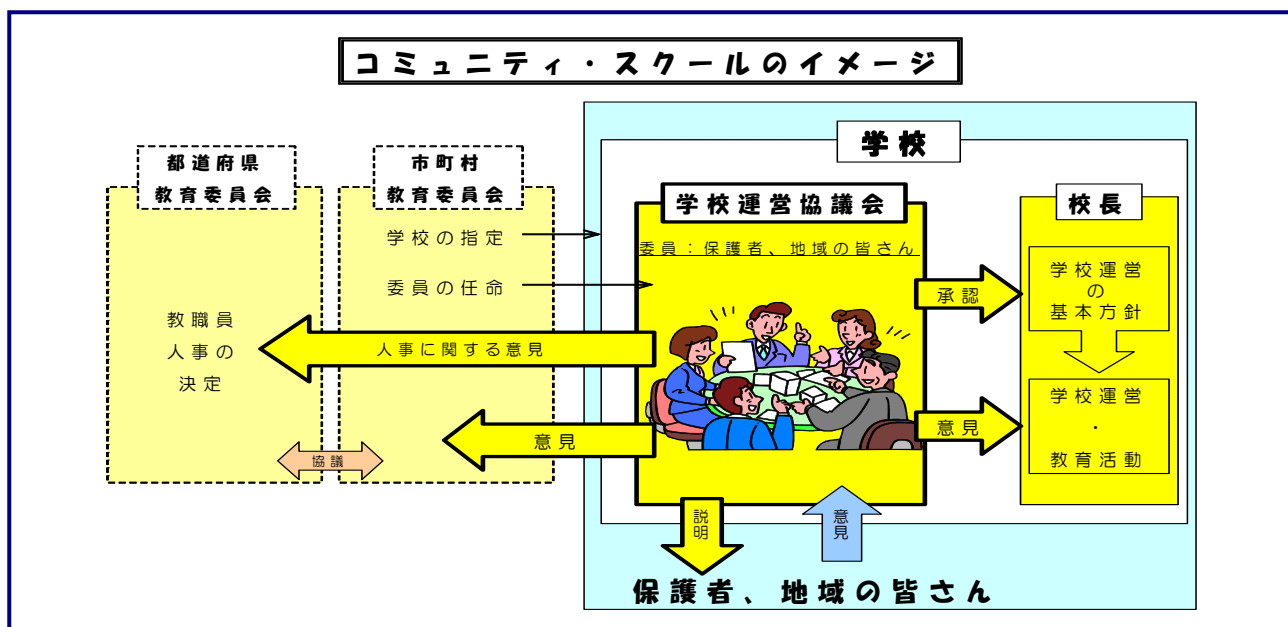 コミュニティ・スクールのイメージ
学校
都道府県
教育委員会
教職員
人事の
決定
市町村
教育委員会
学校の指定
委員の任命
人事に関する意見
意見
協議
学校運営協議会
委員：保護者、地域の皆さん
承認
意見
校長
学校運営
の
基本方針
学校運営
・
教育活動
説明
意見
保護者、地域の皆さん